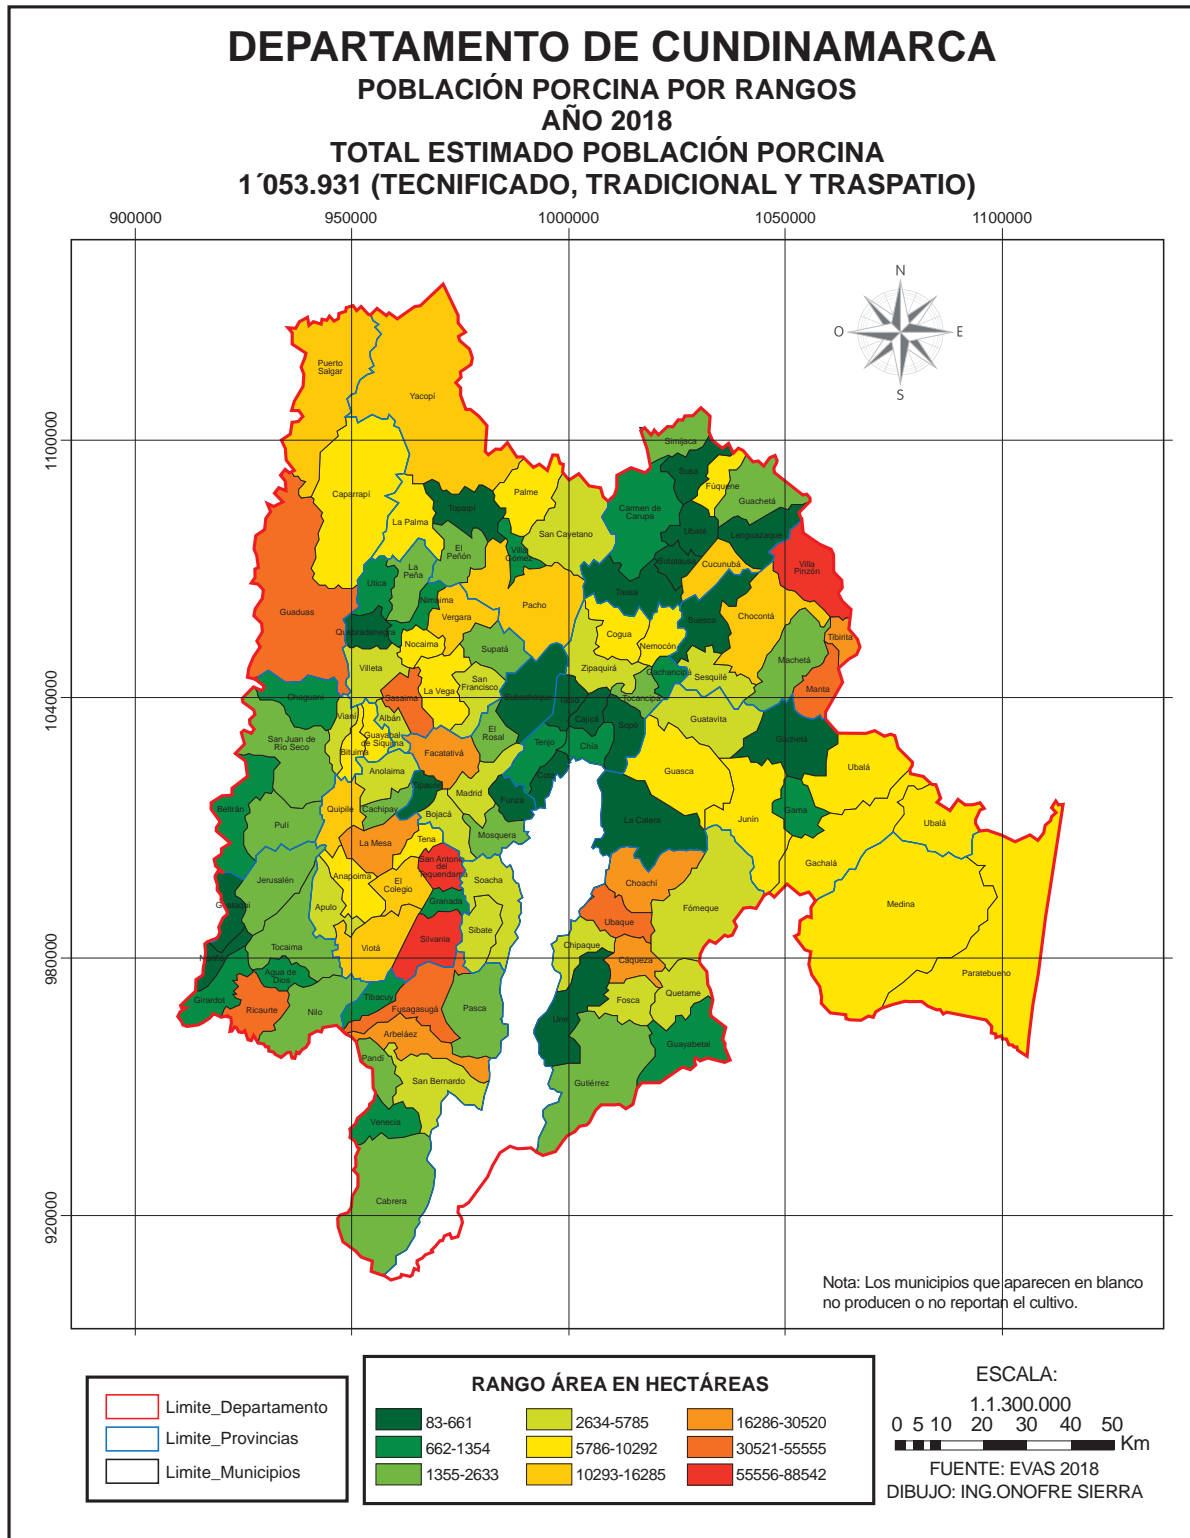 DEPARTAMENTO DE CUNDINAMARCA
POBLACIÓN PORCINA POR RANGOS
AÑO 2018
TOTAL ESTIMADO POBLACIÓN PORCINA
1´053.931 (TECNIFICADO, TRADICIONAL Y TRASPATIO)
900000
950000
1000000
1050000
1100000
N
O
E
S
1100000
1040000
980000
920000
Puerto
Salgar
Yacopí
Caparrapí
La Palma
Topaipí
Palme
San Cayetano
Villa
Gómez
El
Peñón
La
Peña
Utica
Nimaima
Vergara
Pacho
Guaduas
Quebradanegra
Nocaima
Supatá
Villeta
La Vega
San
Francisco
Sasaima
Subachoque
Chaguaní
Viani
Albán
Guayabal
de Siquima
Bituima
San Juan de
Río Seco
Facatativá
El
Rosal
Anolaima
Tenjo
Beltrán
Quipile
Cachipay
Zipacón
Madrid
Funza
Cota
Bojacá
Pulí
La Mesa
Tena
Mosquera
San Antonio
del
Tequendama
Jerusalén
Anapoima
El
Colegio
Soacha
Granada
Apulo
Guataquí
Tocaima
Viotá
Silvania
Sibate
Nariño
Agua de
Dios
Girardot
Ricaurte
Nilo
Tibacuy
Fusagasugá
Pasca
Arbeláez
Pandi
San Bernardo
Venecia
Cabrera
Simijaca
Susa
Fúquene
Guachetá
Carmen de
Carupa
Ubaté
Lenguazaque
Cucunubá
Sutatausa
Tausa
Villa
Pinzón
Suesca
Chocontá
Tibirita
Machetá
Manta
Cogua
Nemocón
Zipaquirá
Gachancipá
Sesquilé
Tocancipá
Tabio
Cajicá
Sopó
Chía
Guatavita
Gachetá
Guasca
Ubalá
Gama
Junín
Ubalá
La Calera
Gachalá
Medina
Paratebueno
Choachí
Fómeque
Ubaque
Chipaque
Cáqueza
Une
Fosca
Quetame
Guayabetal
Gutiérrez
Nota: Los municipios que aparecen en blanco
no producen o no reportan el cultivo.
Limite_Departamento
Limite_Provincias
Limite_Municipios
RANGO ÁREA EN HECTÁREAS
83-661
2634-5785
16286-30520
662-1354
5786-10292
30521-55555
1355-2633
10293-16285
55556-88542
ESCALA:
1.1.300.000
0 5 10 20 30 40 50
Km
FUENTE: EVAS 2018
DIBUJO: ING.ONOFRE SIERRA